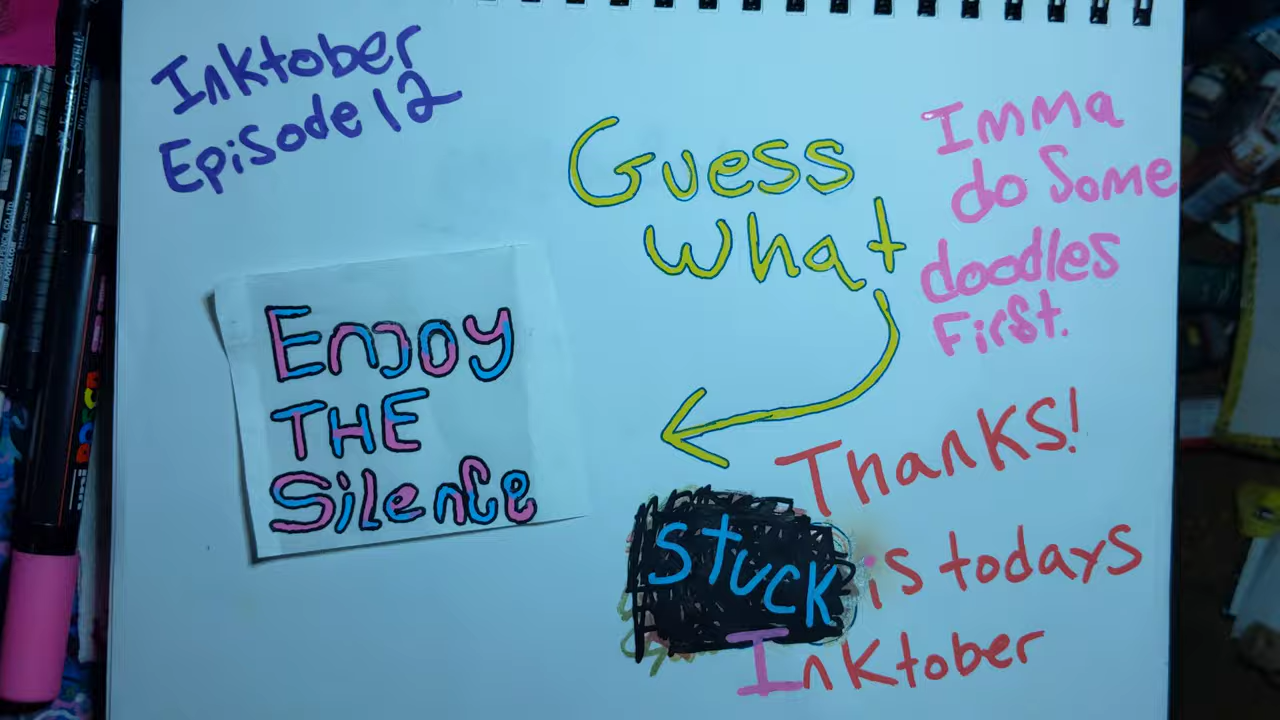 Inktober
Episode 12
Guess
What
Imma
do Some
doodles
First.
Enjoy
THE
Silence
Thanks!
Stuck is todays
Inktober